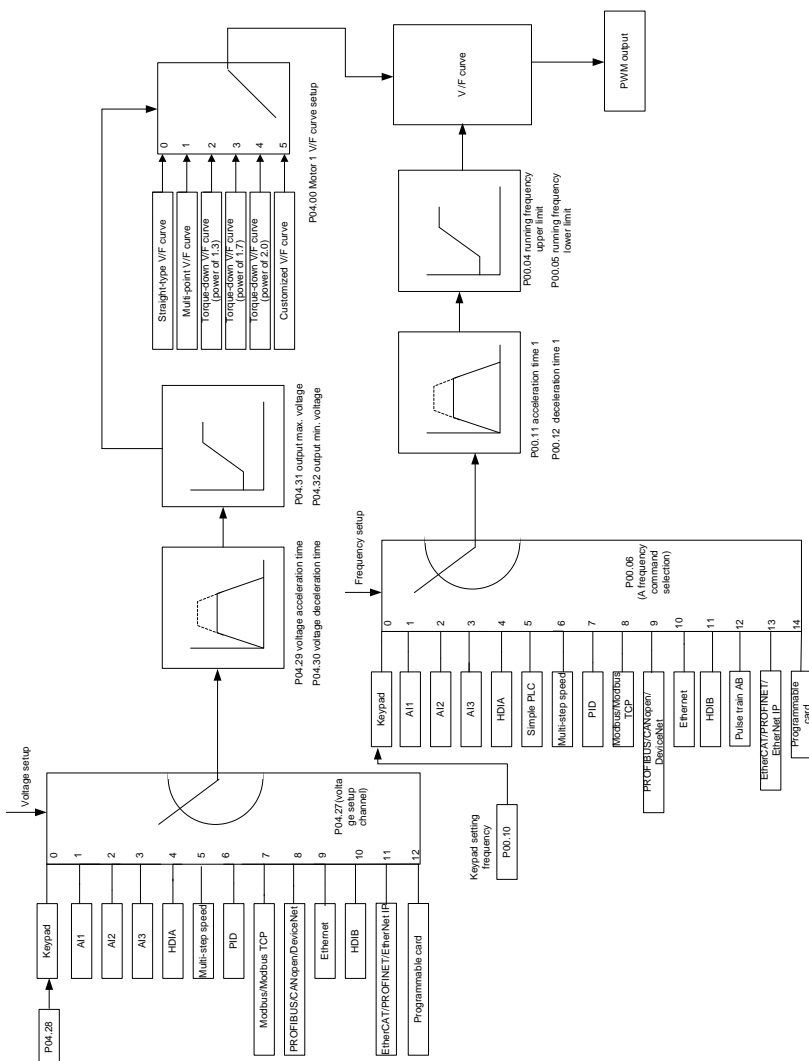 Voltage setup
P04.28
Keypad
AI1
AI2
AI3
HDIA
Multi-step speed
PID
Modbus/Modbus TCP
PROFIBUS/CANopen/DeviceNet
Ethernet
HDIB
EtherCAT/PROFINET/EtherNet IP
Programmable card
0
1
2
3
4
5
6
7
8
9
10
11
12
P04.27(volta
ge setup
channel)
P04.29 voltage acceleration time
P04.30 voltage deceleration time
P04.31 output max. voltage
P04.32 output min. voltage
Straight-type V/F curve
Multi-point V/F curve
Torque-down V/F curve
(power of 1.3)
Torque-down V/F curve
(power of 1.7)
Torque-down V/F curve
(power of 2.0)
Customized V/F curve
0
1
2
3
4
5
P04.00 Motor 1 V/F curve setup
Keypad setting
frequency
P00.10
Frequency setup
Keypad
AI1
AI2
AI3
HDIA
Simple PLC
Multi-step speed
PID
Modbus/Modbus
TCP
PROFIBUS/CANopen/
DeviceNet
Ethernet
HDIB
Pulse train AB
EtherCAT/PROFINET/
EtherNet IP
Programmable
card
0
1
2
3
4
5
6
7
8
9
10
11
12
13
14
P00.06
(A frequency
command
selection)
P00.11 acceleration time 1
P00.12 deceleration time 1
P00.04 running frequency
upper limit
P00.05 running frequency
lower limit
V /F curve
PWM output